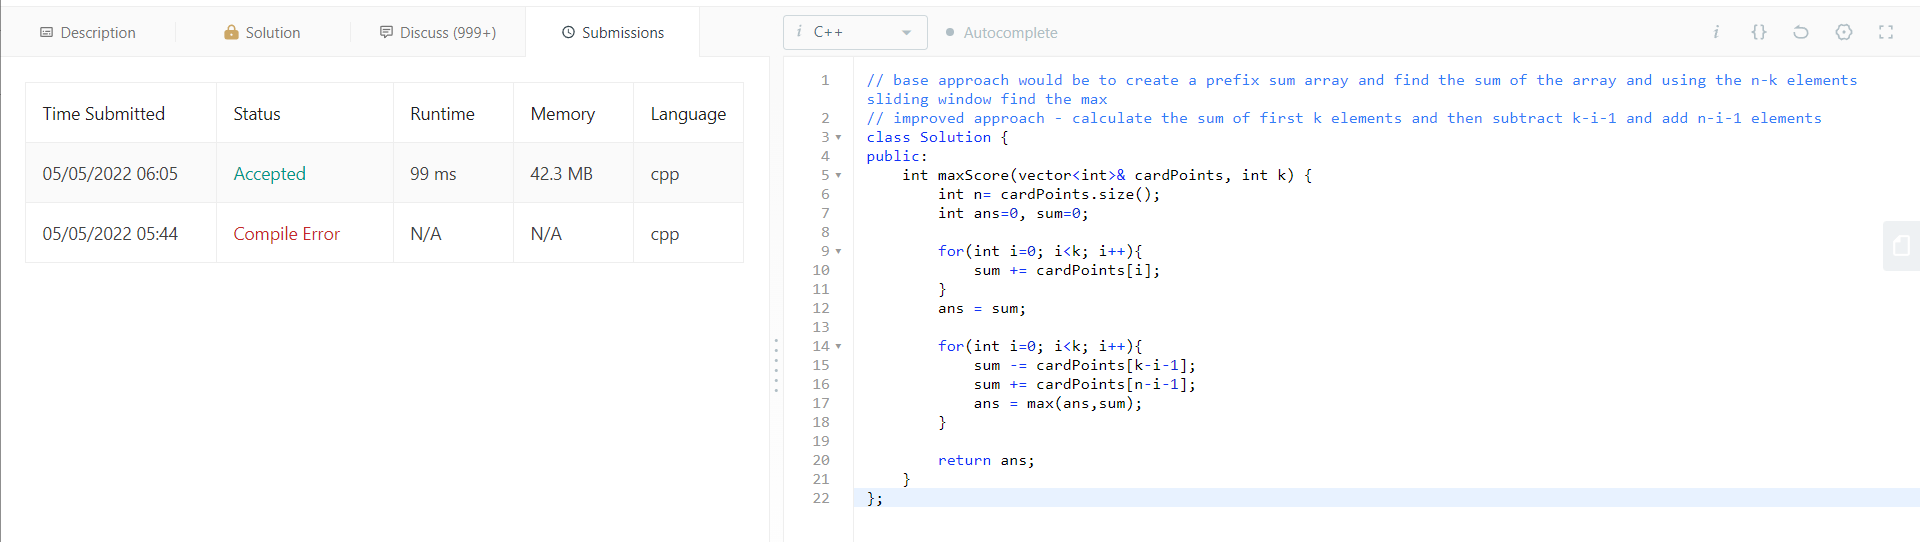 Description
Solution
Discuss (999+)
Submissions
Time Submitted Status Runtime Memory Language
05/05/2022 06:05 Accepted 99 ms 42.3 MB cpp
05/05/2022 05:44 Compile Error N/A N/A cpp
i C++
Autocomplete
i {}
1 // base approach would be to create a prefix sum array and find the sum of the array and using the n-k elements
sliding window find the max
2 // improved approach - calculate the sum of first k elements and then subtract k-i-1 and add n-i-1 elements
3 class Solution {
4 public:
5     int maxScore(vector<int>& cardPoints, int k) {
6         int n= cardPoints.size();
7         int ans=0, sum=0;
8
9         for(int i=0; i<k; i++){
10             sum += cardPoints[i];
11         }
12         ans = sum;
13
14         for(int i=0; i<k; i++){
15             sum -= cardPoints[k-i-1];
16             sum += cardPoints[n-i-1];
17             ans = max(ans,sum);
18         }
19
20         return ans;
21     }
22 };